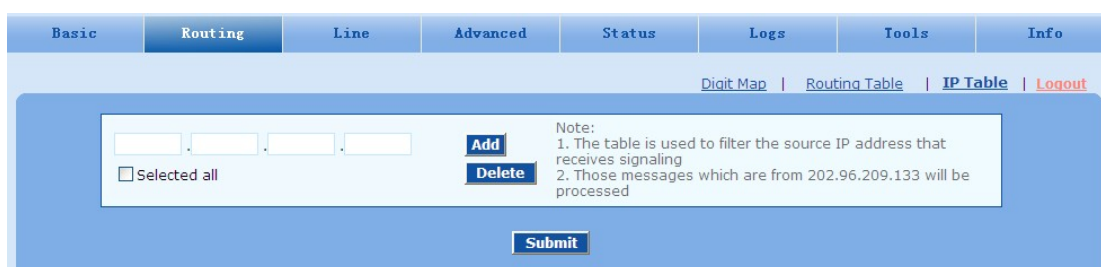 Basic Routing Line Advanced Status Logs Tools Info
Digit Map | Routing Table | IP Table | Logout
. . . Add
Selected all Delete
Note:
1. The table is used to filter the source IP address that
receives signaling
2. Those messages which are from 202.96.209.133 will be
processed
Submit